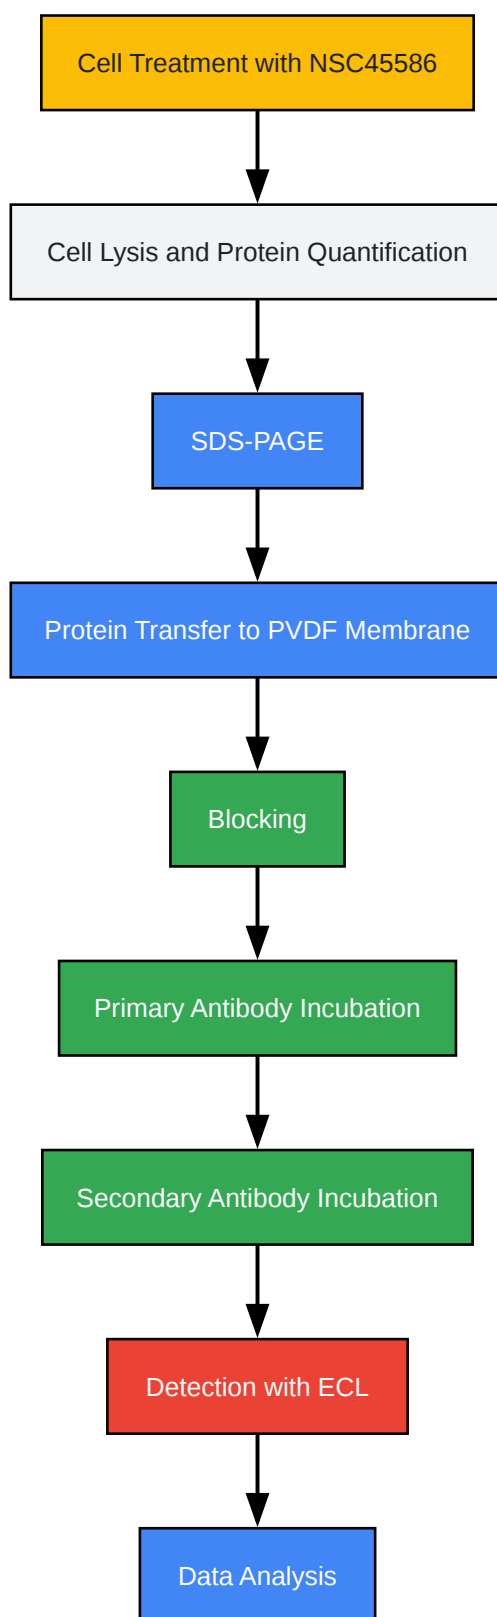 Cell Treatment with NSC45586
Cell Lysis and Protein Quantification
SDS-PAGE
Protein Transfer to PVDF Membrane
Blocking
Primary Antibody Incubation
Secondary Antibody Incubation
Detection with ECL
Data Analysis